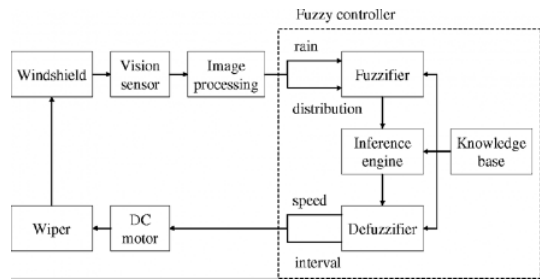 Fuzzy controller
rain
Windshield
Vision
sensor
Image
processing
Fuzzifier
distribution
Inference
engine
Knowledge
base
speed
Wiper
DC
motor
Defuzzifier
interval